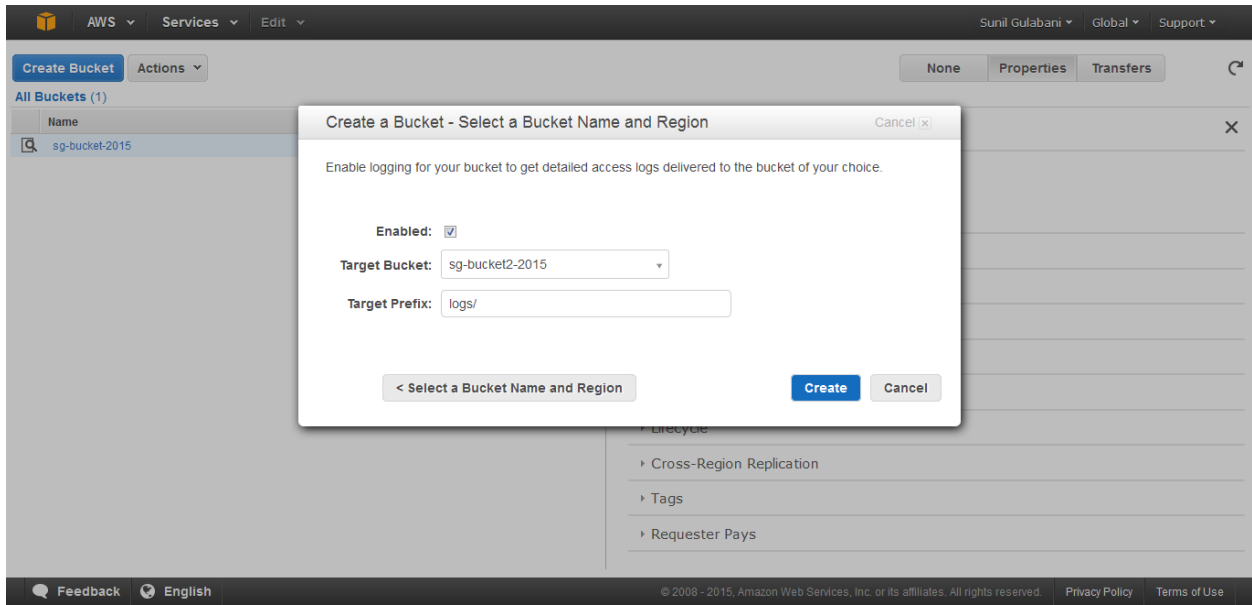 AWS Services Edit Sunil Gulabani Global Support
Create Bucket Actions None Properties Transfers
All Buckets (1)
Name
sg-bucket-2015
Create a Bucket - Select a Bucket Name and Region Cancel x
Enable logging for your bucket to get detailed access logs delivered to the bucket of your choice.
Enabled:
Target Bucket: sg-bucket2-2015
Target Prefix: logs/
< Select a Bucket Name and Region Create Cancel
Lifecycle
Cross-Region Replication
Tags
Requester Pays
Feedback English © 2008 - 2015, Amazon Web Services, Inc. or its affiliates. All rights reserved. Privacy Policy Terms of Use